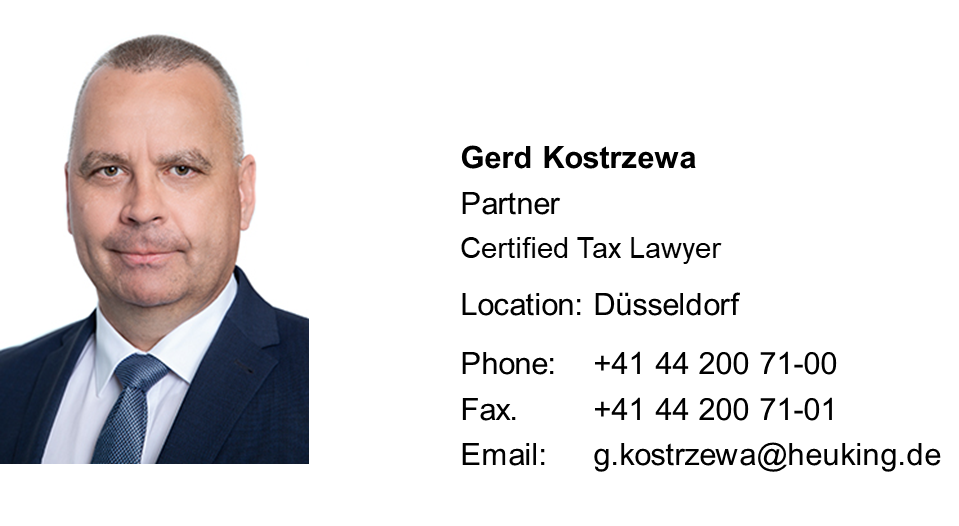 Gerd Kostrzewa
Partner
Certified Tax Lawyer
Location: Düsseldorf
Phone: +41 44 200 71-00
Fax. +41 44 200 71-01
Email: g.kostrzewa@heuking.de